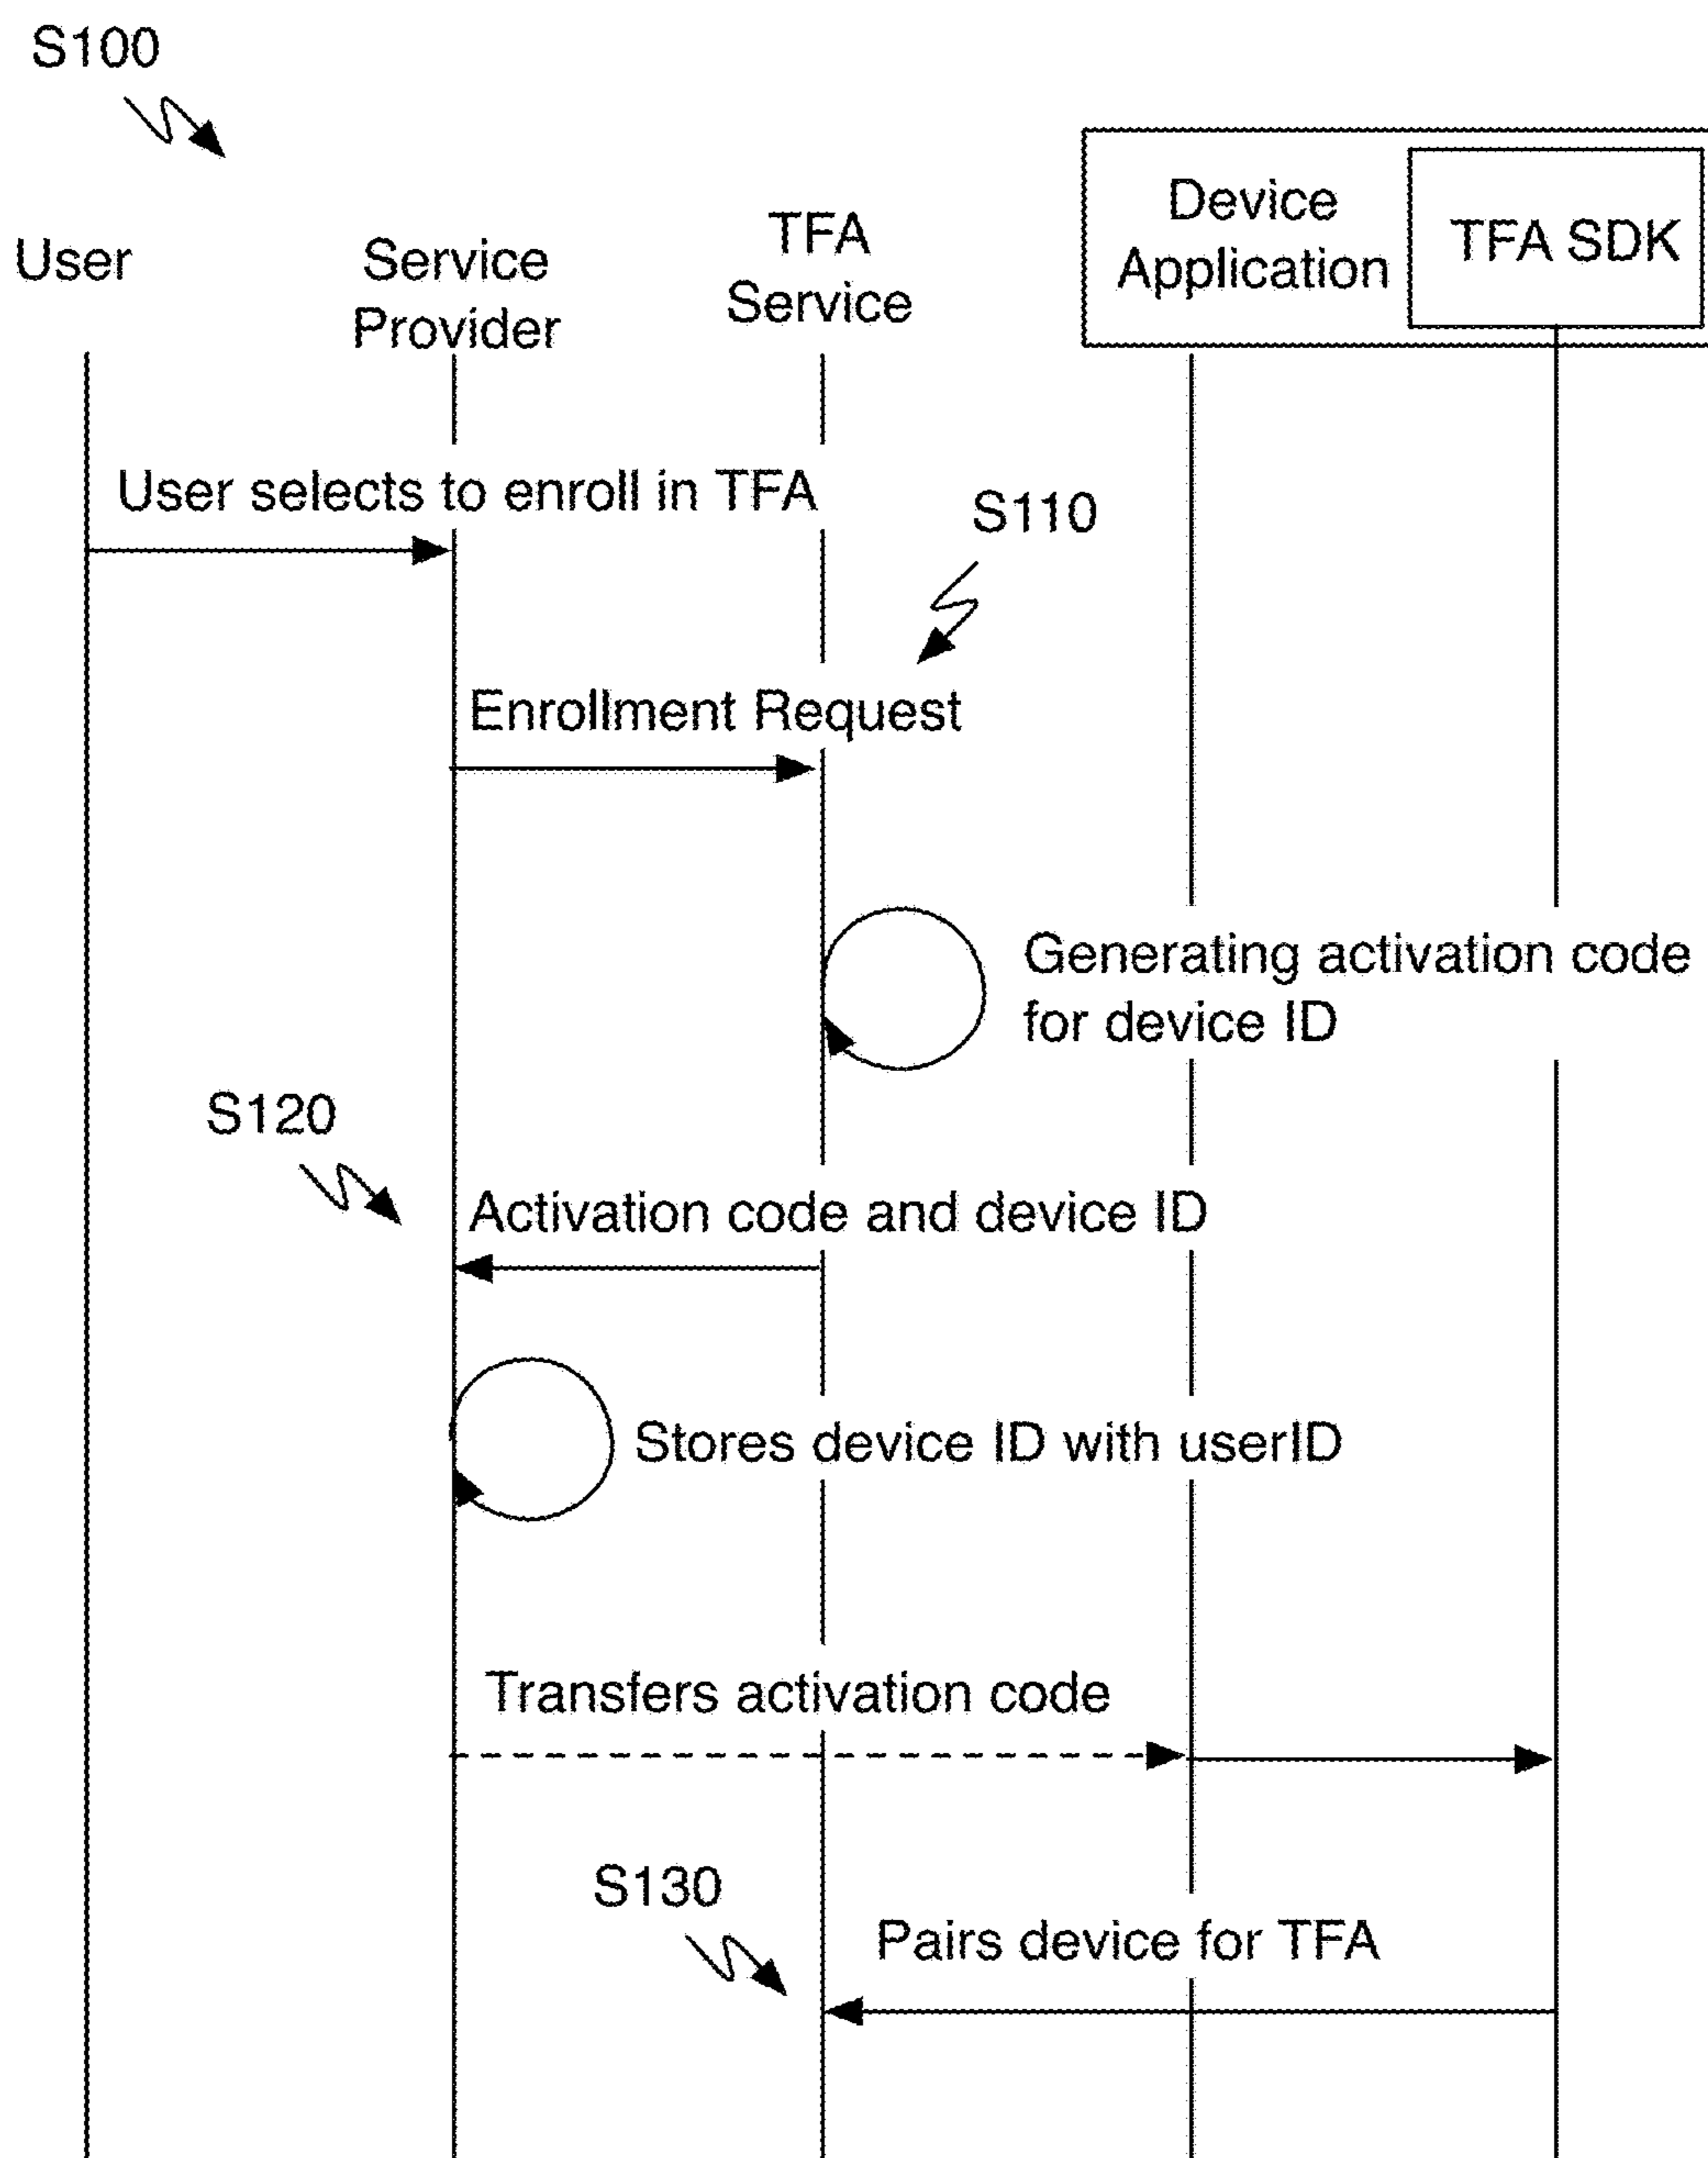 S100
User
Service
Provider
TFA
Service
Device
Application
TFA SDK
User selects to enroll in TFA
S110
Enrollment Request
Generating activation code
for device ID
S120
Activation code and device ID
Stores device ID with userID
Transfers activation code
S130
Pairs device for TFA